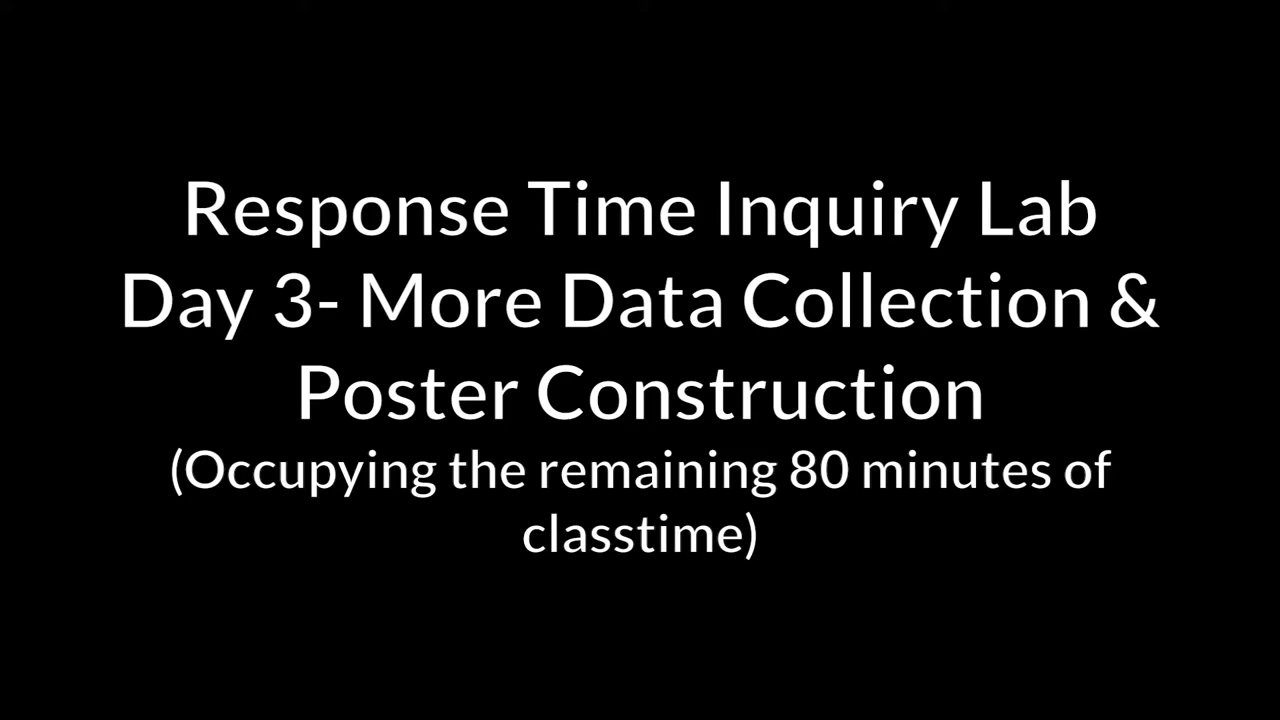 Response Time Inquiry Lab
Day 3- More Data Collection &
Poster Construction
(Occupying the remaining 80 minutes of
classtime)